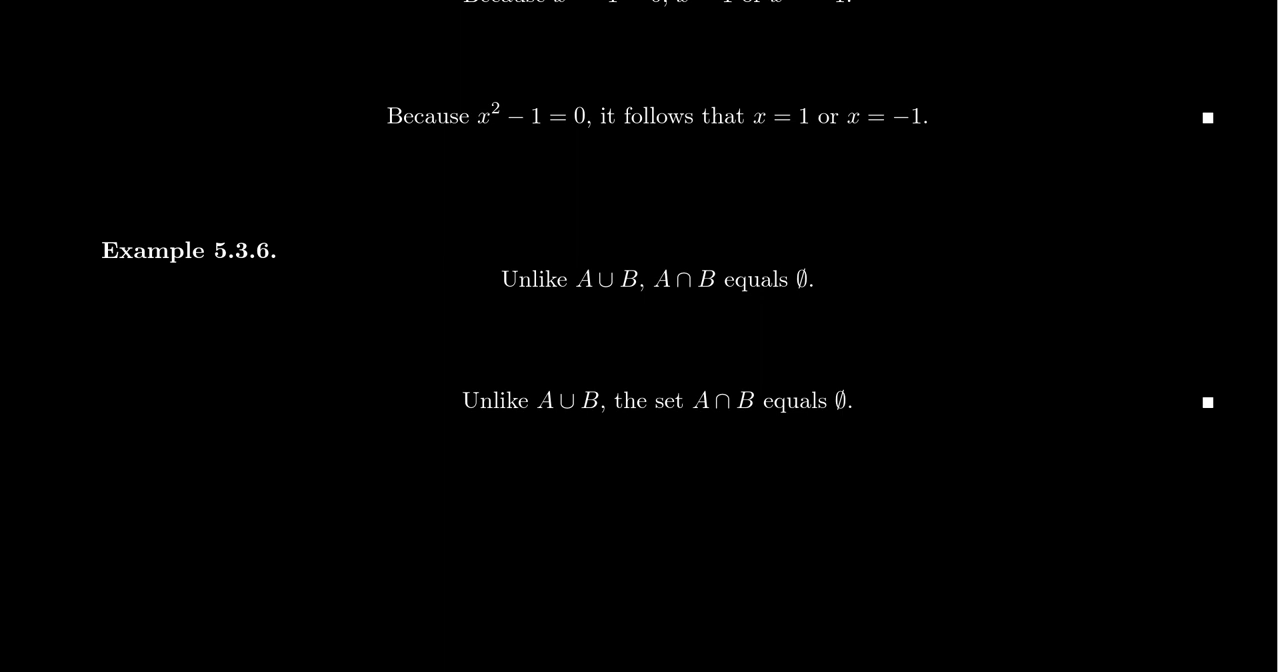 Because x² − 1 = 0, it follows that x = 1 or x = −1. ■
Example 5.3.6.
Unlike A ∪ B, A ∩ B equals ∅.
Unlike A ∪ B, the set A ∩ B equals ∅. ■